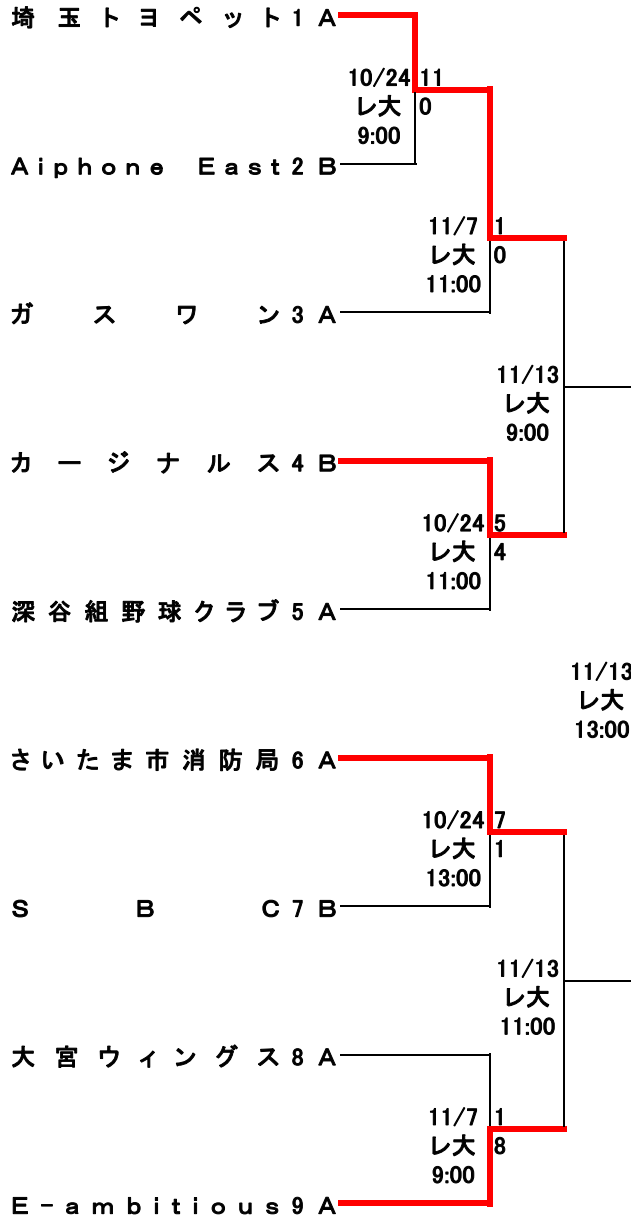 埼玉トヨペット1 A
10/24 11
レ大 0
9:00
Aiphone East2 B
11/7 1
レ大 0
11:00
ガスワン3 A
11/13
レ大
9:00
カージナルス4 B
10/24 5
レ大 4
11:00
深谷組野球クラブ5 A
11/13
レ大
13:00
さいたま市消防局6 A
10/24 7
レ大 1
13:00
SBC7 B
11/13
レ大
11:00
大宮ウィングス8 A
11/7 1
レ大 8
9:00
E-ambitious9 A